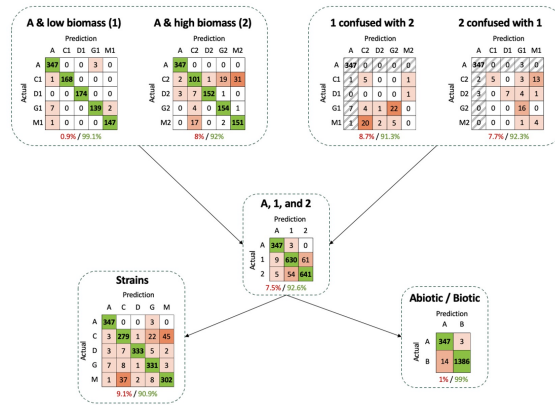 A & low biomass (1)
Prediction
A C1 D1 G1 M1
Actual
A 347 0 0 3 0
C1 1 168 0 0 0
D1 0 0 174 0 0
G1 7 0 0 139 2
M1 1 0 0 0 147
0.9% / 99.1%
A & high biomass (2)
Prediction
A C2 D2 G2 M2
Actual
A 347 0 0 0 0
C1 2 101 2 19 31
D2 3 7 152 1 2
G2 2 0 0 154 1
M2 0 17 0 2 151
8% / 92%
1 confused with 2
Prediction
A C2 D2 G2 M2
Actual
A 347 0 0 0 0
C1 1 5 0 0 1
D1 0 0 0 0 1
G1 7 4 1 22 0
M1 1 20 2 5 0
8.7% / 91.3%
2 confused with 1
Prediction
A C1 D1 G1 M1
Actual
A 347 0 0 3 0
C2 2 5 0 3 13
D2 3 0 7 4 1
G2 0 0 16 0
M2 0 0 1 4
7.7% / 92.3%
A, 1, and 2
Prediction
A 1 2
Actual
A 347 3 0
1 9 630 61
2 5 54 641
7.5% / 92.6%
Strains
Prediction
A C D G M
Actual
A 347 0 0 3 0
C 3 279 1 22 45
D 3 7 333 5 2
G 7 8 1 331 3
M 1 37 2 8 302
9.1% / 90.9%
Abiotic / Biotic
Prediction
A B
Actual
A 347 3
B 14 1386
1% / 99%